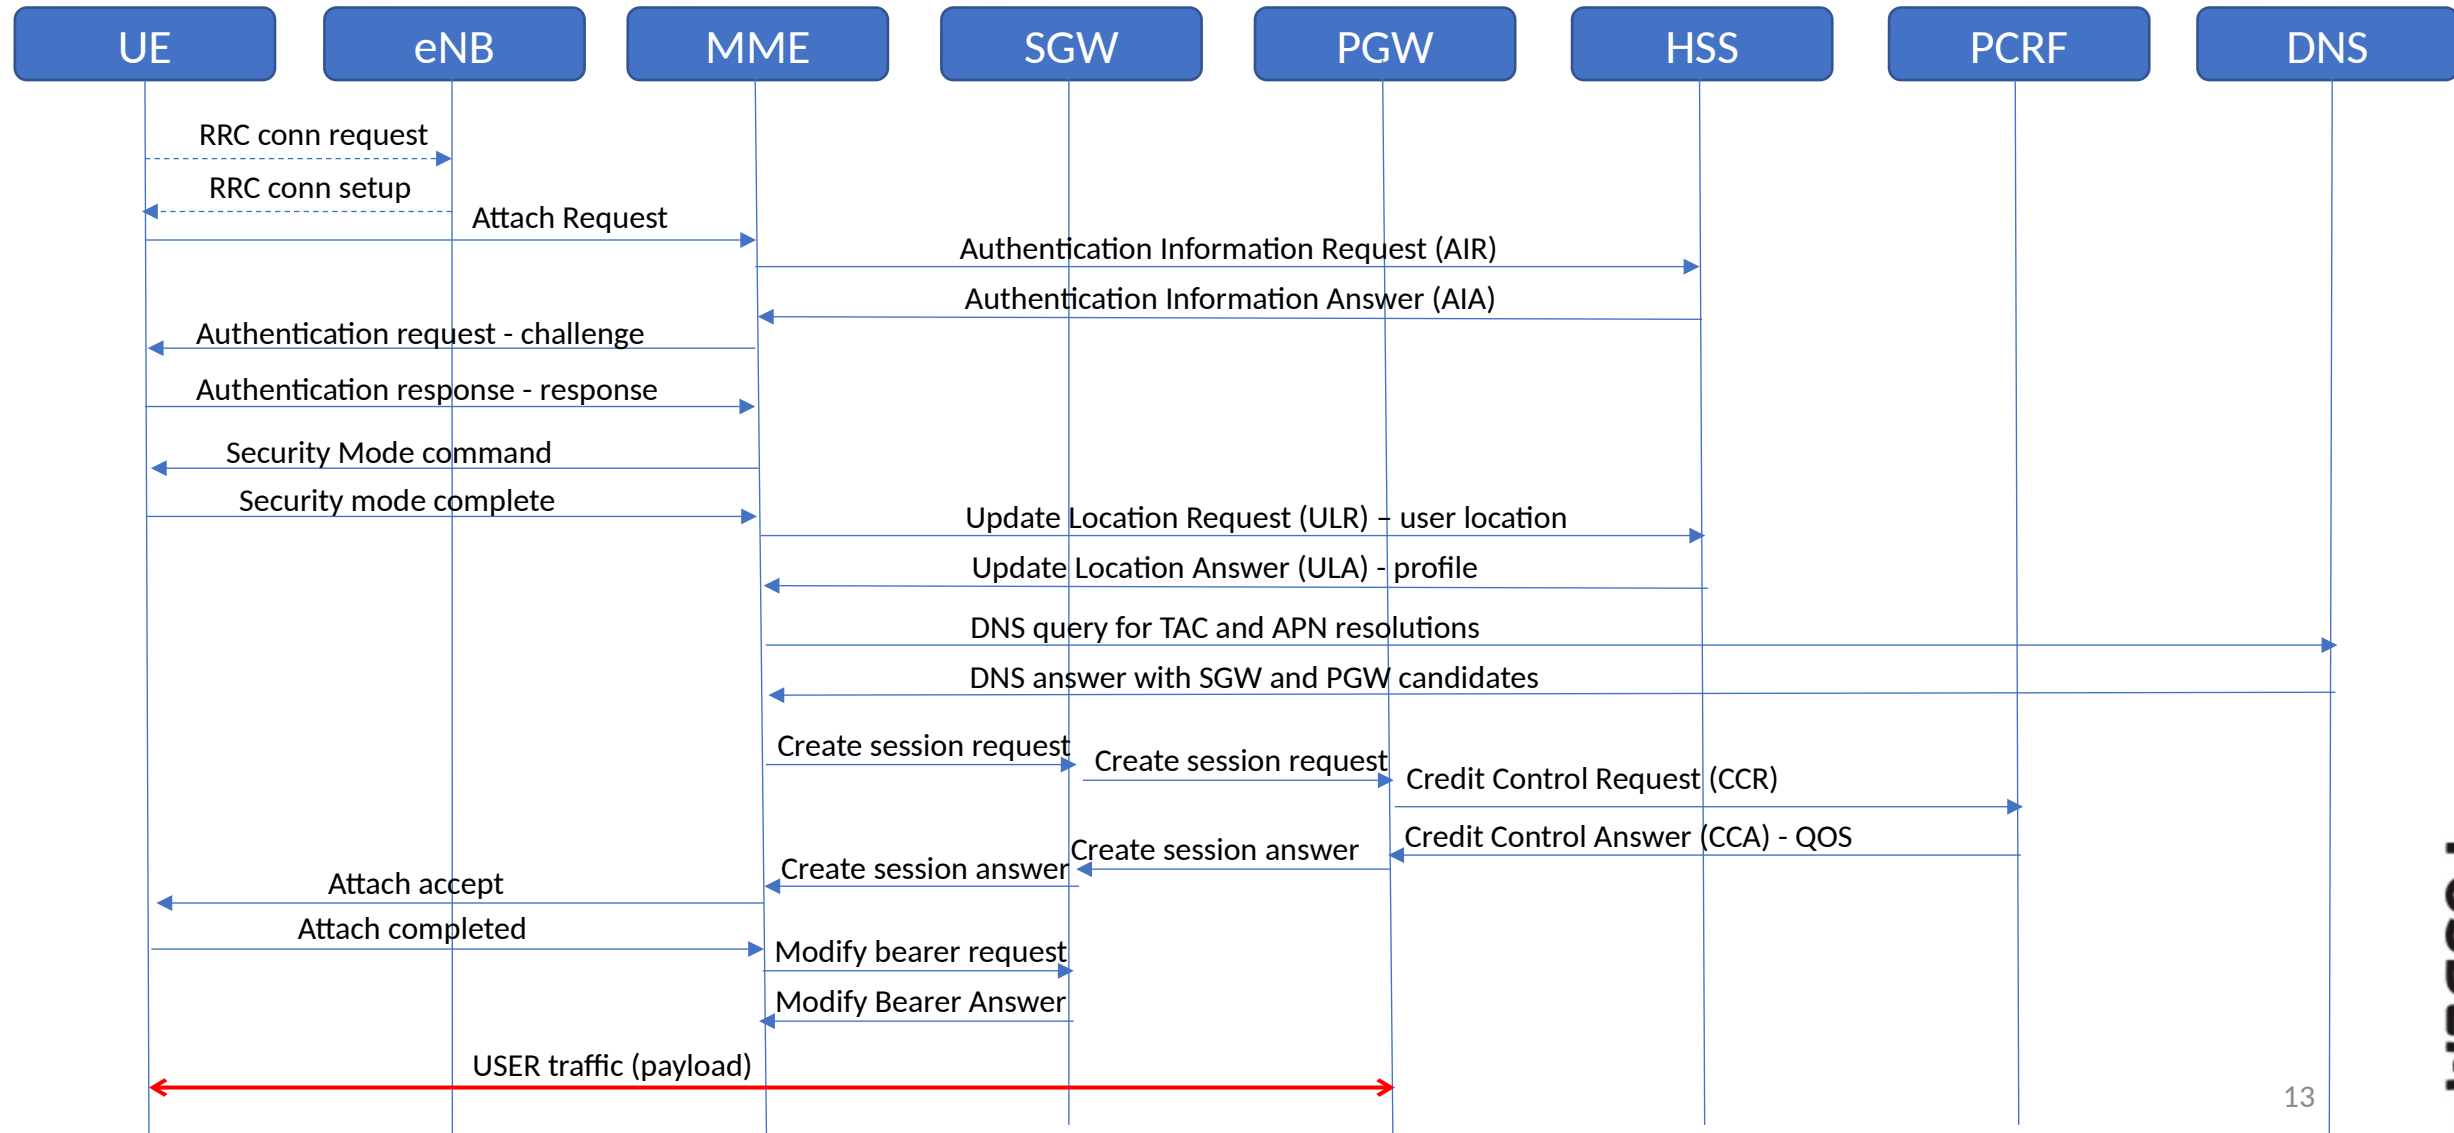 UE
eNB
MME
SGW
PGW
HSS
PCRF
DNS
RRC conn request
RRC conn setup
Attach Request
Authentication Information Request (AIR)
Authentication Information Answer (AIA)
Authentication request - challenge
Authentication response - response
Security Mode command
Security mode complete
Update Location Request (ULR) – user location
Update Location Answer (ULA) - profile
DNS query for TAC and APN resolutions
DNS answer with SGW and PGW candidates
Create session request
Create session request
Credit Control Request (CCR)
Credit Control Answer (CCA) - QOS
Create session answer
Create session answer
Attach accept
Attach completed
Modify bearer request
Modify Bearer Answer
USER traffic (payload)
13